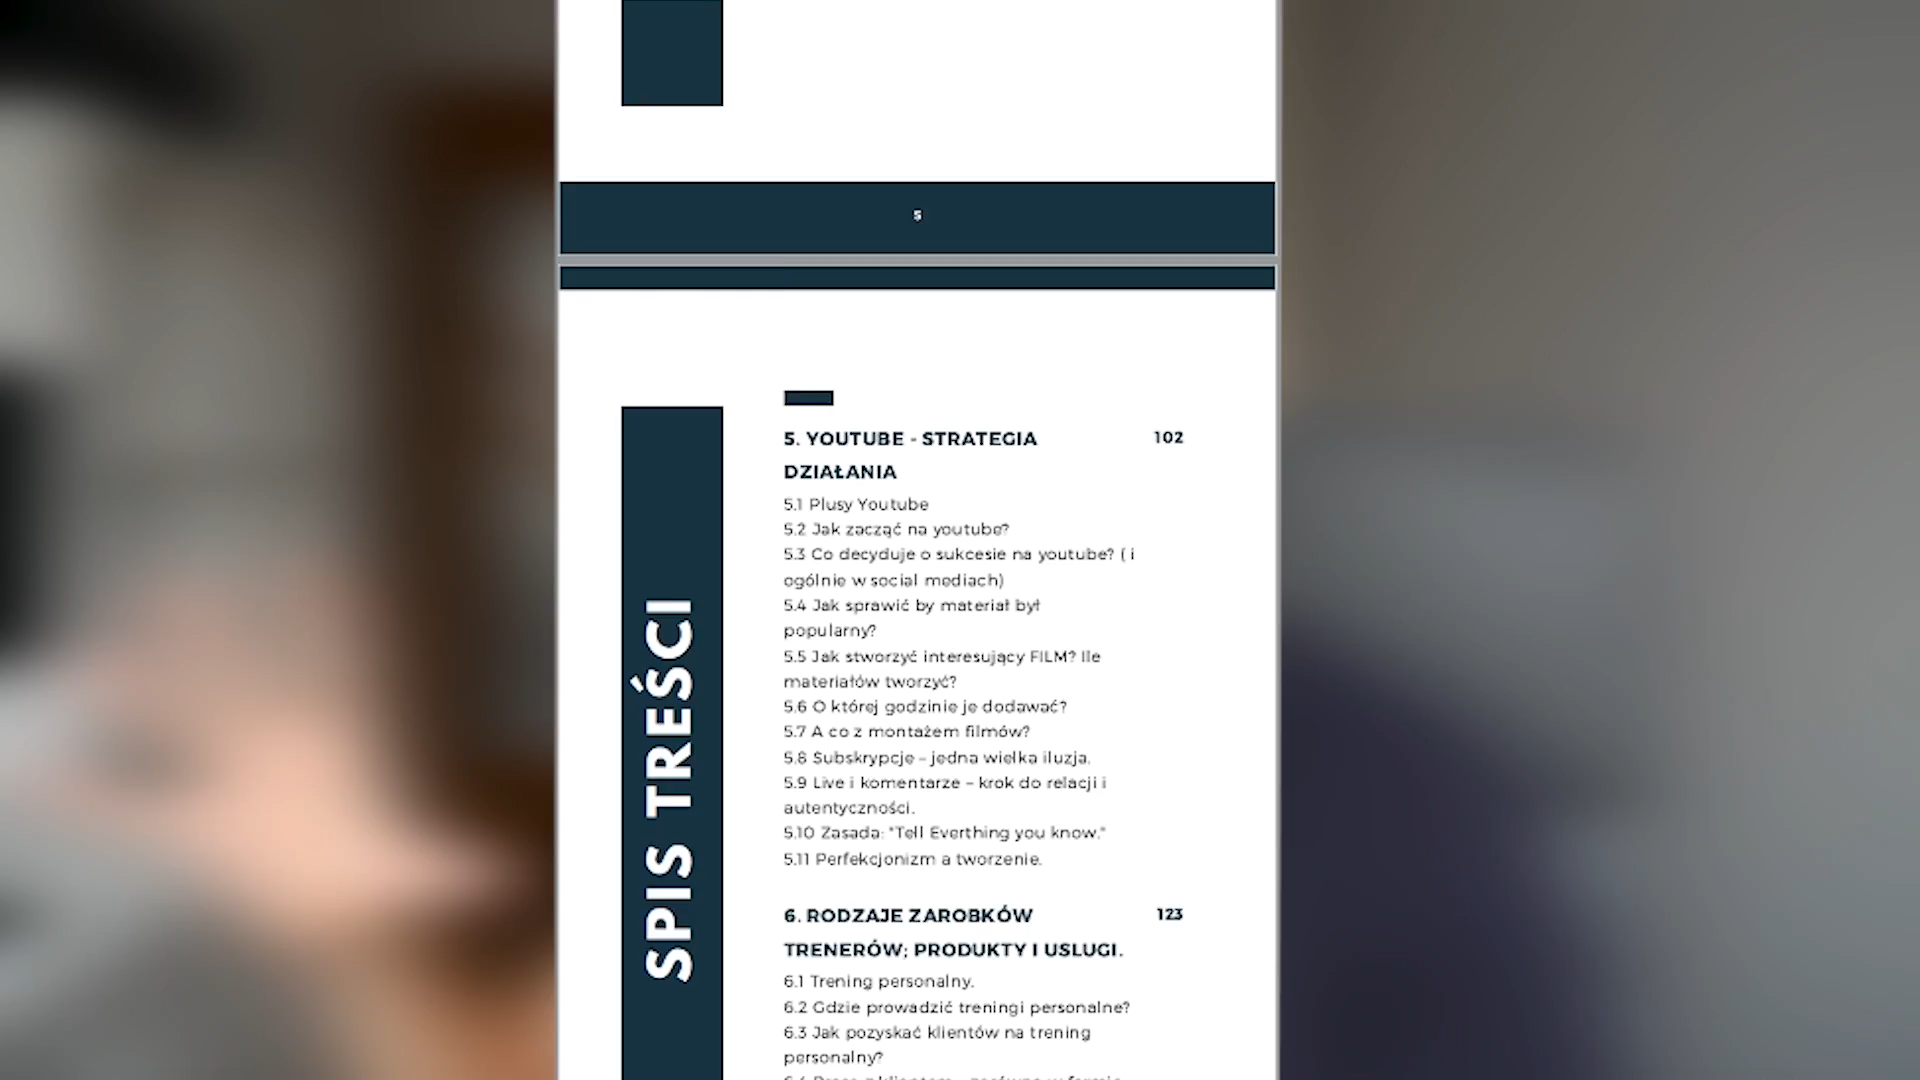 5
SPIS TREŚCI
5. YOUTUBE - STRATEGIA 102
DZIAŁANIA
5.1 Plusy Youtube
5.2 Jak zacząć na youtube?
5.3 Co decyduje o sukcesie na youtube? ( i
ogólnie w social mediach)
5.4 Jak sprawić by materiał był
popularny?
5.5 Jak stworzyć interesujący FILM? Ile
materiałów tworzyć?
5.6 O której godzinie je dodawać?
5.7 A co z montażem filmów?
5.8 Subskrypcje – jedna wielka iluzja.
5.9 Live i komentarze – krok do relacji i
autentyczności.
5.10 Zasada: "Tell Everthing you know."
5.11 Perfekcjonizm a tworzenie.
6. RODZAJE ZAROBKÓW 123
TRENERÓW; PRODUKTY I USLUGI.
6.1 Trening personalny.
6.2 Gdzie prowadzić treningi personalne?
6.3 Jak pozyskać klientów na trening
personalny?